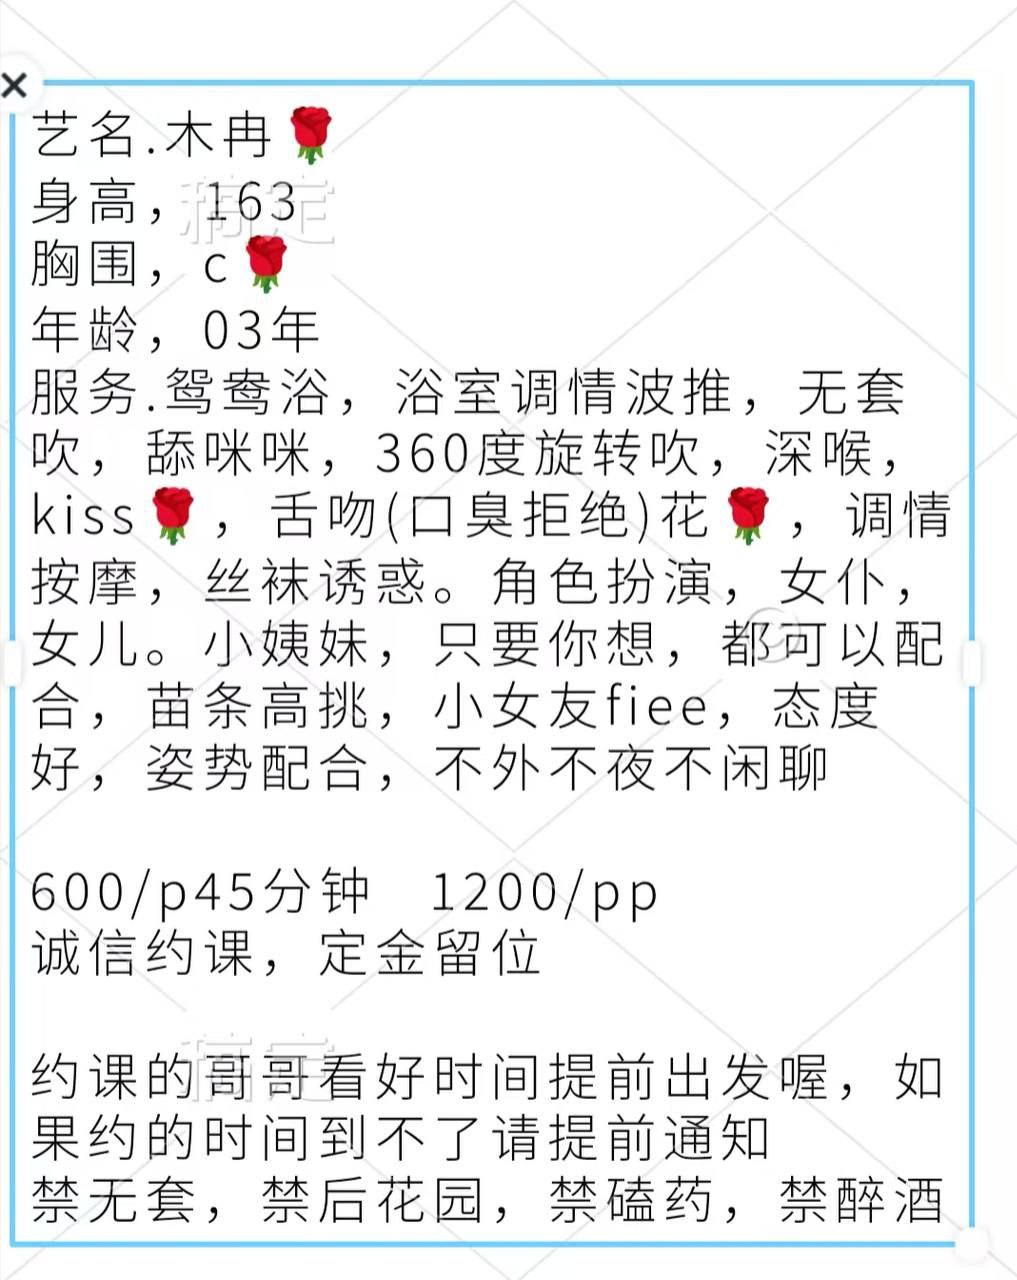 艺名.木冉🌹
身高，163
胸围，c🌹
年龄，03年
服务.鸳鸯浴，浴室调情波推，无套
吹，舔咪咪，360度旋转吹，深喉，
kiss🌹，舌吻(口臭拒绝)花🌹，调情
按摩，丝袜诱惑。角色扮演，女仆，
女儿。小姨妹，只要你想，都可以配
合，苗条高挑，小女友fiee，态度
好，姿势配合，不外不夜不闲聊
600/p45分钟 1200/pp
诚信约课，定金留位
约课的哥哥看好时间提前出发喔，如
果约的时间到不了请提前通知
禁无套，禁后花园，禁磕药，禁醉酒
搞定
搞定